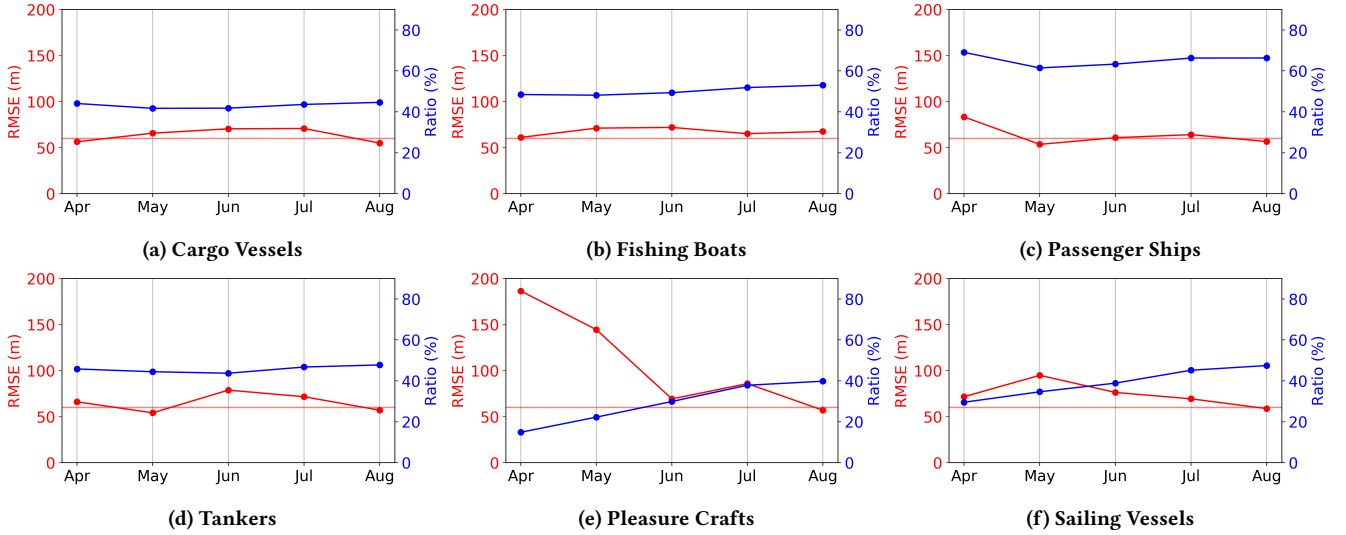 200
150
100
50
0
RMSE (m)
80
60
40
20
0
Ratio (%)
Apr May Jun Jul Aug
(a) Cargo Vessels
200
150
100
50
0
RMSE (m)
80
60
40
20
0
Ratio (%)
Apr May Jun Jul Aug
(b) Fishing Boats
200
150
100
50
0
RMSE (m)
80
60
40
20
0
Ratio (%)
Apr May Jun Jul Aug
(c) Passenger Ships
200
150
100
50
0
RMSE (m)
80
60
40
20
0
Ratio (%)
Apr May Jun Jul Aug
(d) Tankers
200
150
100
50
0
RMSE (m)
80
60
40
20
0
Ratio (%)
Apr May Jun Jul Aug
(e) Pleasure Crafts
200
150
100
50
0
RMSE (m)
80
60
40
20
0
Ratio (%)
Apr May Jun Jul Aug
(f) Sailing Vessels